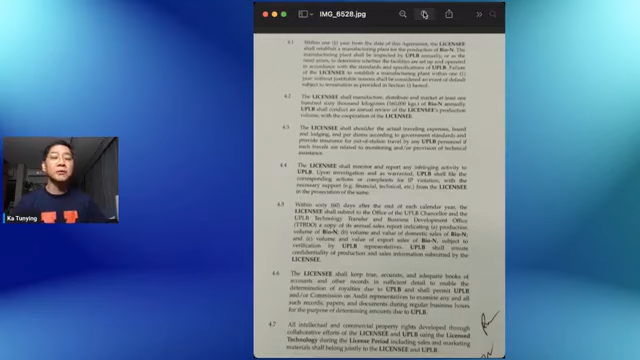 IMG_6528.jpg
4.1 Within one (1) year from the date of this Agreement, the LICENSEE
shall establish a manufacturing plant for the production of Bio-N. The
manufacturing plant shall be inspected by UPLB annually, or as the
need arises, to determine whether the facilities are set up and operated
in accordance with the standards and specifications of UPLB. Failure
of the LICENSEE to establish a manufacturing plant within one (1)
year without justifiable reasons shall be considered an event of default
subject to termination as provided in Section
4.2 The LICENSEE shall manufacture, distribute and market at least one
hundred sixty thousand kilograms (160,000 kgs.) of Bio-N annually.
UPLB shall conduct an annual review of the LICENSEE's production
volume, with the cooperation of the LICENSEE.
4.3 The LICENSEE shall shoulder the actual traveling expenses, board
and lodging, and per diems according to government standards and
provide insurance for out-of-station travel by any UPLB personnel if
such travels are related to monitoring and/or provision of technical
assistance.
4.4 The LICENSEE shall monitor and report any infringing activity to
UPLB. Upon investigation and as warranted, UPLB shall file the
corresponding actions or complaints for IP violation, with the
necessary support (e.g. financial, technical, etc.) from the LICENSEE
in the prosecution of the same.
4.5 Within sixty (60) days after the end of each calendar year, the
LICENSEE shall submit to the Office of the UPLB Chancellor and the
UPLB Technology Transfer and Business Development Office
(TTBDO) a copy of its annual sales report indicating (a) production
volume of Bio-N; (b) volume and value of domestic sales of Bio-N;
and (c) volume and value of export sales of Bio-N, subject to
verification by UPLB representatives. UPLB shall ensure
confidentiality of production and sales information submitted by the
LICENSEE.
4.6 The LICENSEE shall keep true, accurate, and adequate books of
accounts and other records in sufficient detail to enable the
determination of royalties due to UPLB and shall permit UPLB
and/or Commission on Audit representatives to examine any and all
such records, papers, and documents during regular business hours
for the purpose of determining amounts due to UPLB.
4.7 All intellectual and commercial property rights developed through
collaborative efforts of the LICENSEE and UPLB using the Licensed
Technology during the License Period including sales and marketing
materials shall belong jointly to the LICENSEE and UPLB.
Ka Tunying